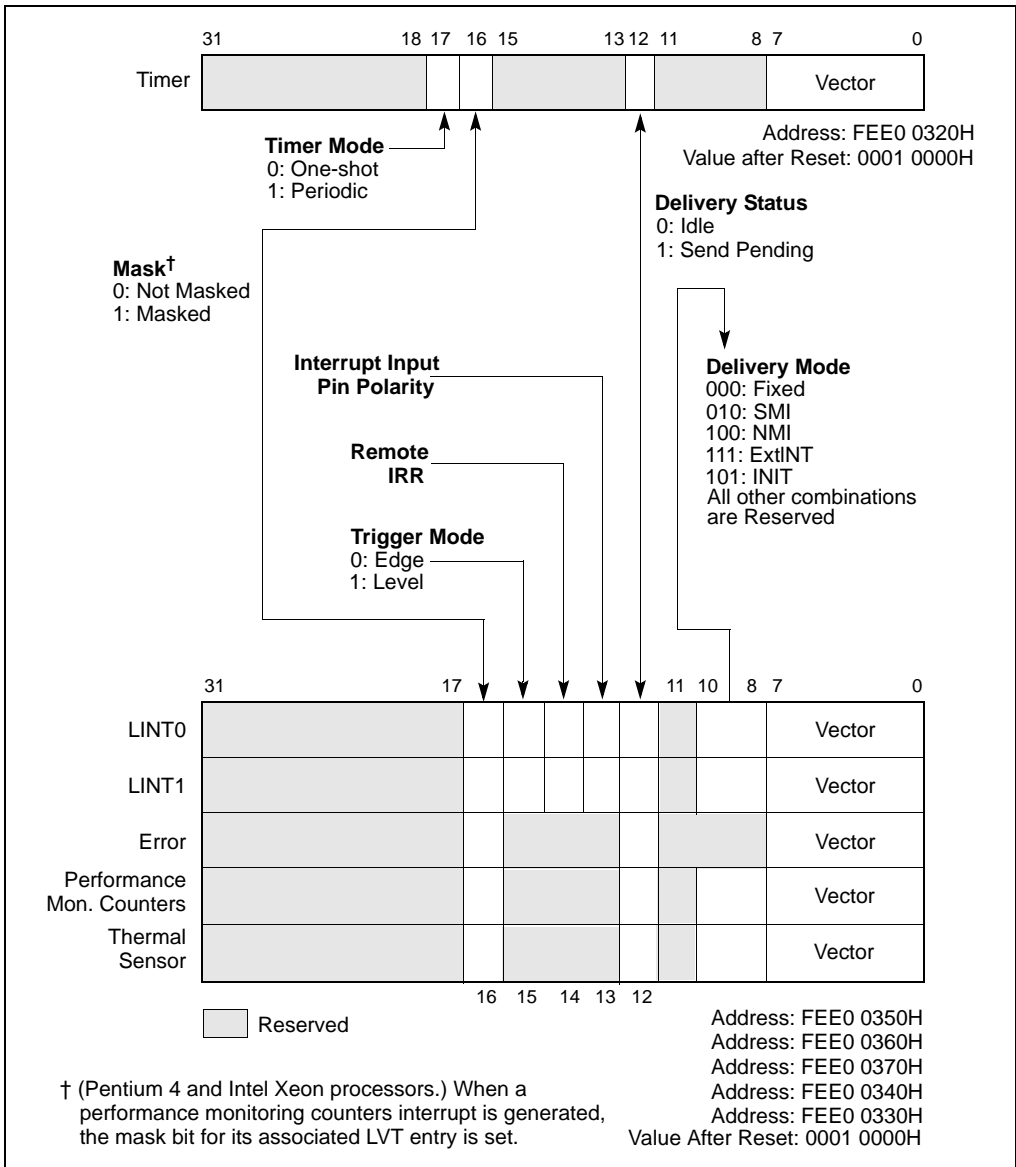 31 18 17 16 15 13 12 11 8 7 0
Timer Vector
Address: FEE0 0320H
Value after Reset: 0001 0000H
Timer Mode
0: One-shot
1: Periodic
Delivery Status
0: Idle
1: Send Pending
Mask†
0: Not Masked
1: Masked
Interrupt Input
Pin Polarity
Delivery Mode
000: Fixed
010: SMI
100: NMI
111: ExtINT
101: INIT
All other combinations
are Reserved
Remote
IRR
Trigger Mode
0: Edge
1: Level
31 17 11 10 8 7 0
LINT0 Vector
LINT1 Vector
Error Vector
Performance
Mon. Counters Vector
Thermal
Sensor Vector
16 15 14 13 12
Reserved
Address: FEE0 0350H
Address: FEE0 0360H
Address: FEE0 0370H
Address: FEE0 0340H
Address: FEE0 0330H
Value After Reset: 0001 0000H
† (Pentium 4 and Intel Xeon processors.) When a
performance monitoring counters interrupt is generated,
the mask bit for its associated LVT entry is set.